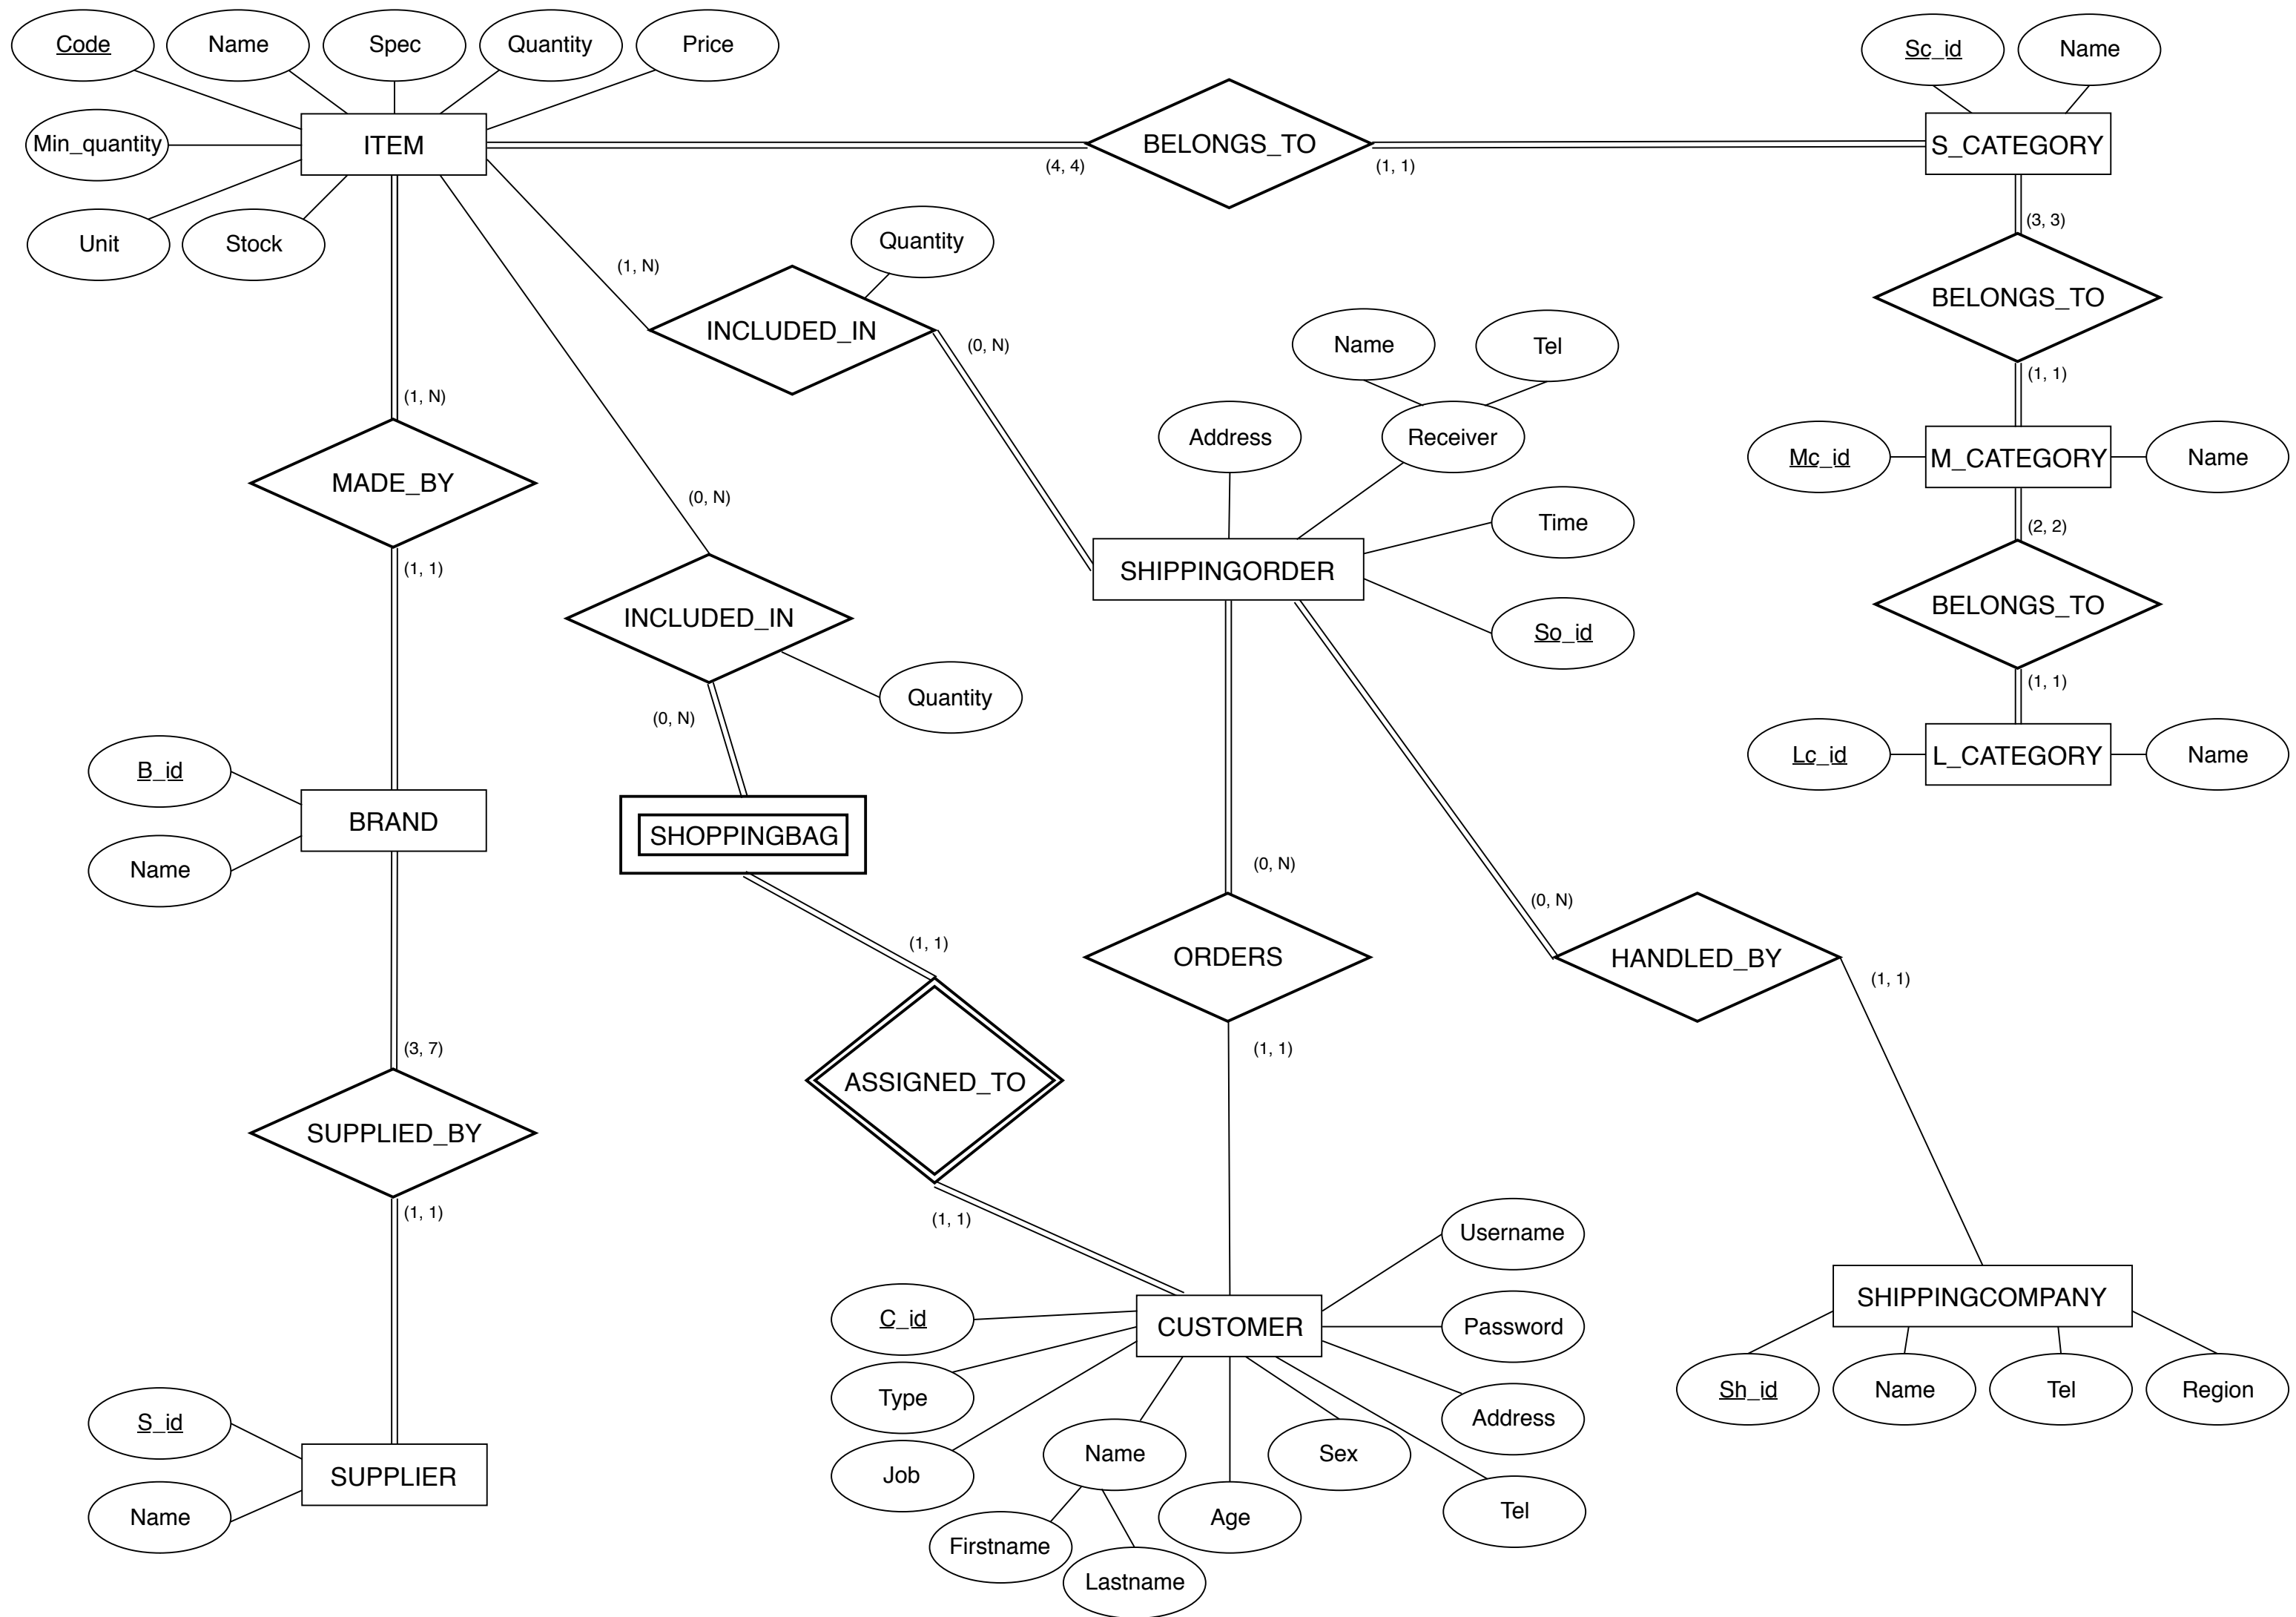 Code
Name
Spec
Quantity
Price
Sc_id
Name
Min_quantity
ITEM
BELONGS_TO
S_CATEGORY
(4, 4)
(1, 1)
Unit
Stock
Quantity
(3, 3)
(1, N)
BELONGS_TO
INCLUDED_IN
(0, N)
Name
Tel
(1, 1)
(1, N)
Address
Receiver
Mc_id
M_CATEGORY
Name
MADE_BY
(0, N)
Time
(2, 2)
(1, 1)
SHIPPINGORDER
BELONGS_TO
INCLUDED_IN
So_id
(1, 1)
Quantity
(0, N)
Lc_id
L_CATEGORY
Name
B_id
BRAND
SHOPPINGBAG
Name
(0, N)
(0, N)
(1, 1)
ORDERS
HANDLED_BY
(1, 1)
(3, 7)
(1, 1)
ASSIGNED_TO
SUPPLIED_BY
(1, 1)
(1, 1)
Username
C_id
CUSTOMER
Password
SHIPPINGCOMPANY
Type
Address
Sh_id
Name
Tel
Region
S_id
Name
Sex
Job
SUPPLIER
Name
Age
Tel
Firstname
Lastname